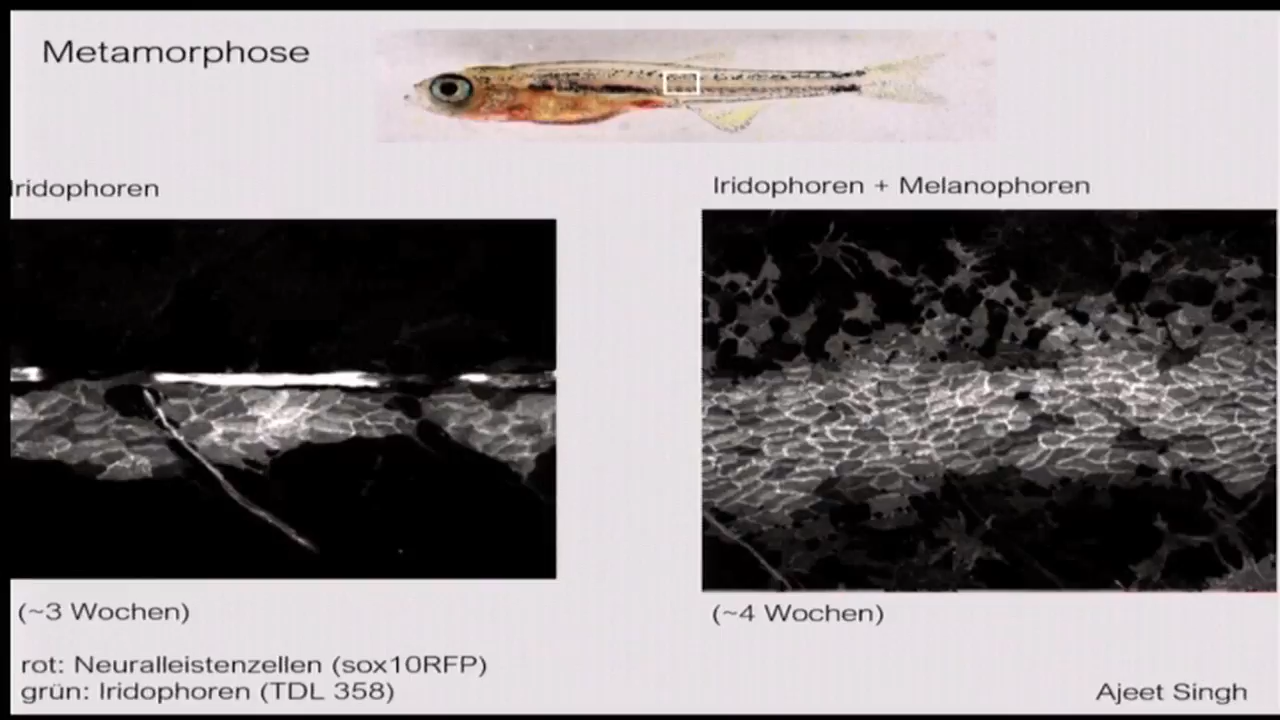 Metamorphose
Iridophoren
Iridophoren + Melanophoren
(~3 Wochen)
(~4 Wochen)
rot: Neuralleistenzellen (sox10RFP)
grün: Iridophoren (TDL 358)
Ajeet Singh